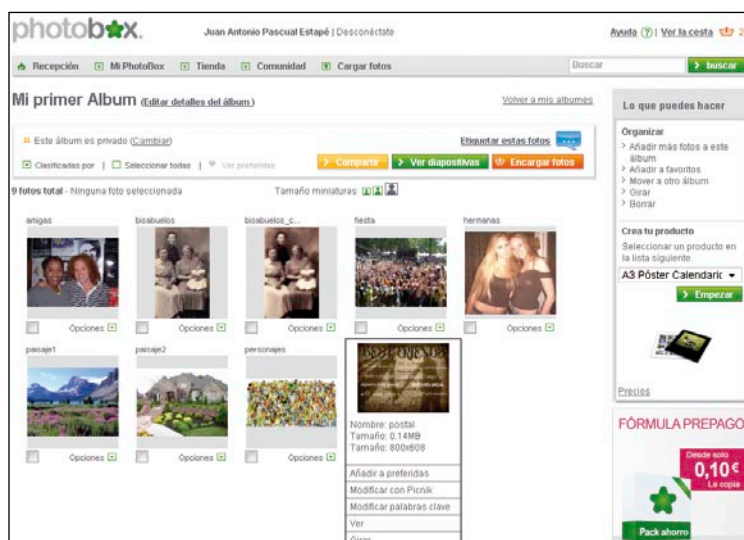 photobox.
Juan Antonio Pascual Estapé | Desconéctate
Ayuda (?) | Ver la cesta 2
Recepción Mi PhotoBox Tienda Comunidad Cargar fotos
Buscar > buscar
Mi primer Album (Editar detalles del álbum)
Volver a mis albumes
Este álbum es privado (Cambiar)
Etiquetar estas fotos
Clasificadas por | Seleccionar todas | Ver preferidas
> Compartir > Ver diapositivas Encargar fotos
9 fotos total - Ninguna foto seleccionada
Tamaño miniaturas
amigas bisabuelos bisabuelos_c... fiesta hermanas
Opciones Opciones Opciones Opciones Opciones
paisaje1 paisaje2 personajes
Opciones Opciones Opciones
BEST FRIENDS
Nombre: postal
Tamaño: 0.14MB
Tamaño: 800x608
Añadir a preferidas
Modificar con Picnik
Modificar palabras clave
Ver
Girar
Lo que puedes hacer
Organizar
> Añadir más fotos a este
álbum
> Añadir a favoritos
> Mover a otro álbum
> Girar
> Borrar
Crea tu producto
Seleccionar un producto en
la lista siguiente.
A3 Póster Calendaric
> Empezar
Precios
FÓRMULA PREPAGO
Desde solo
0,10 €
La copia
Pack ahorro